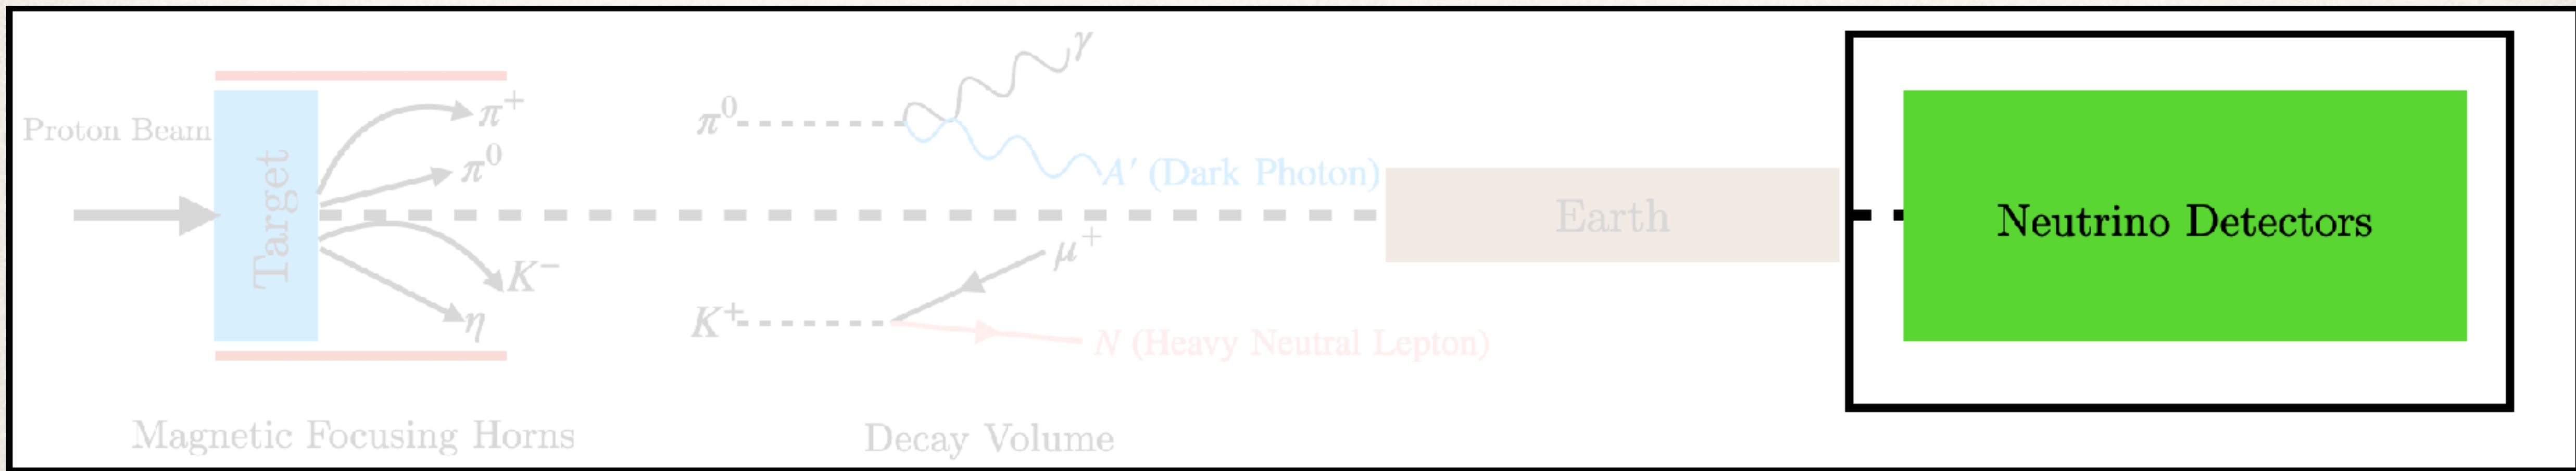 Proton Beam
Target
π⁺
π⁰
K⁻
η
Magnetic Focusing Horns
π⁰
γ
A′ (Dark Photon)
K⁺
μ⁺
N (Heavy Neutral Lepton)
Decay Volume
Earth
Neutrino Detectors